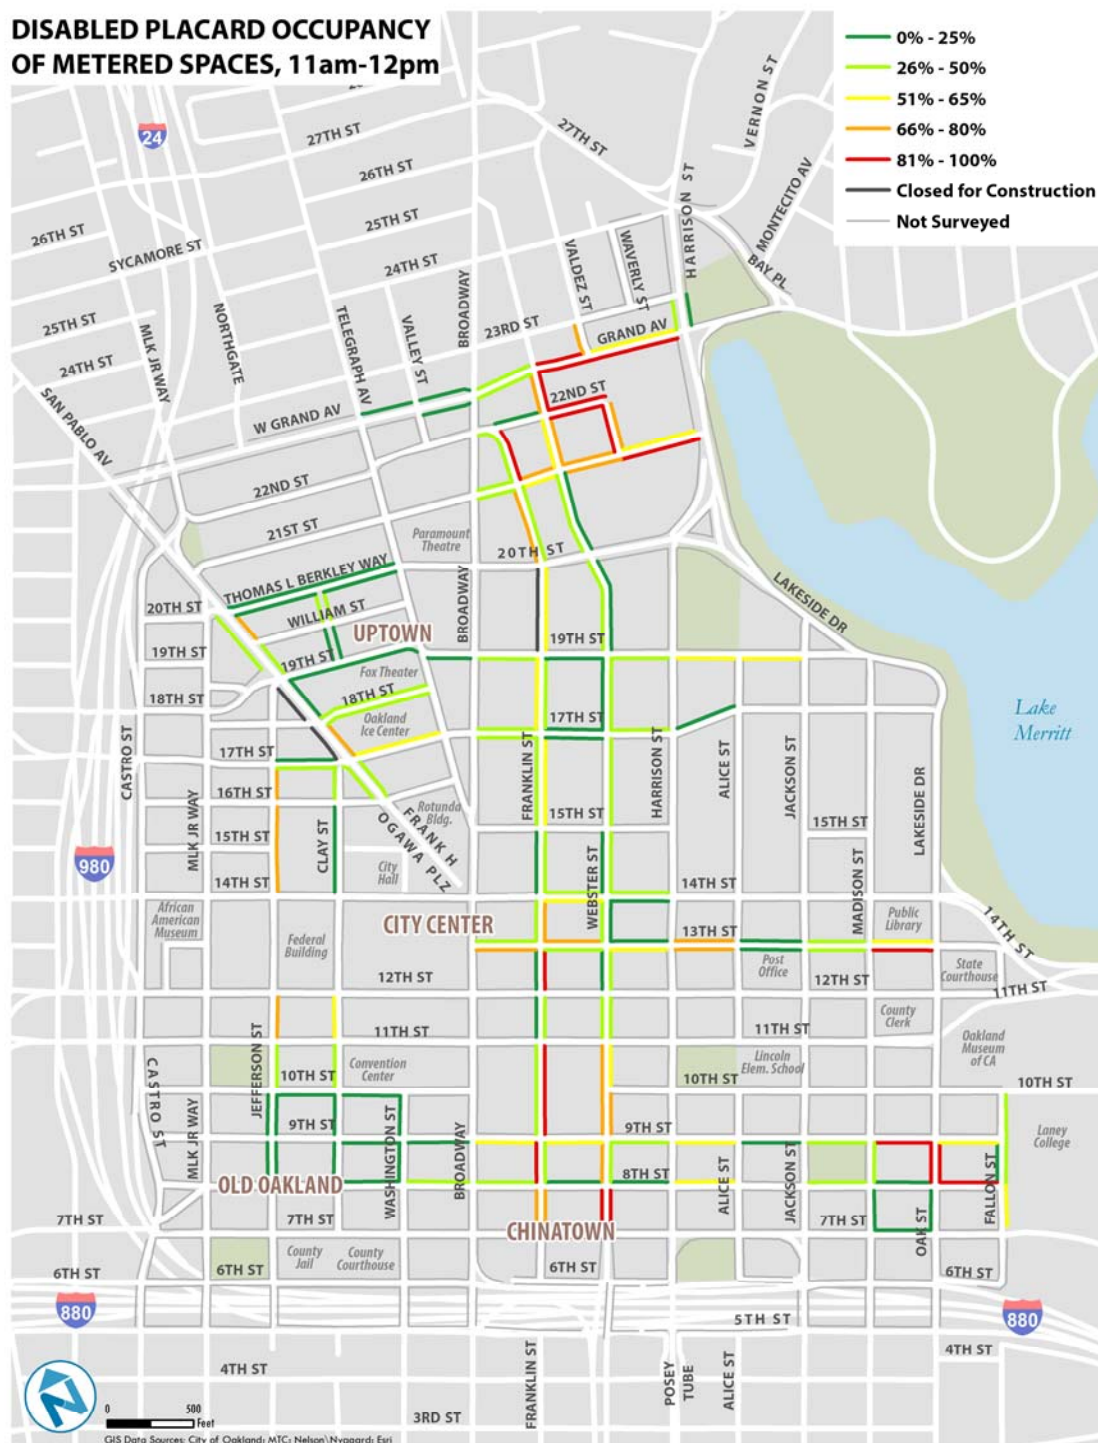 DISABLED PLACARD OCCUPANCY
OF METERED SPACES, 11am-12pm
0% - 25%
26% - 50%
51% - 65%
66% - 80%
81% - 100%
Closed for Construction
Not Surveyed
24
27TH ST
27TH ST
VERNON ST
HARRISON ST
MONTECITO AV
BAY PL
26TH ST
25TH ST
24TH ST
26TH ST
SYCAMORE ST
25TH ST
24TH ST
MLK JR WAY
NORTHGATE
TELEGRAPH AV
VALLEY ST
BROADWAY
VALDEZ ST
WAVERLY ST
23RD ST
GRAND AV
SAN PABLO AV
W GRAND AV
22ND ST
22ND ST
21ST ST
Paramount
Theatre
20TH ST
THOMAS L BERKLEY WAY
20TH ST
WILLIAM ST
UPTOWN
BROADWAY
LAKESIDE DR
19TH ST
19TH ST
19TH ST
Fox Theater
18TH ST
18TH ST
Oakland
Ice Center
17TH ST
17TH ST
Lake
Merritt
CASTRO ST
FRANKLIN ST
HARRISON ST
ALICE ST
JACKSON ST
LAKESIDE DR
16TH ST
MLK JR WAY
15TH ST
CLAY ST
Rotunda
Bldg.
FRANK H
OGAWA PLZ
15TH ST
15TH ST
980
City
Hall
14TH ST
14TH ST
WEBSTER ST
MADISON ST
14TH ST
African
American
Museum
CITY CENTER
Public
Library
13TH ST
Federal
Building
Post
Office
State
Courthouse
12TH ST
12TH ST
11TH ST
County
Clerk
11TH ST
11TH ST
Oakland
Museum
of CA
JEFFERSON ST
Convention
Center
Lincoln
Elem. School
10TH ST
10TH ST
10TH ST
CASTRO ST
MLK JR WAY
9TH ST
WASHINGTON ST
BROADWAY
9TH ST
Laney
College
8TH ST
ALICE ST
JACKSON ST
FALLON ST
OLD OAKLAND
7TH ST
7TH ST
CHINATOWN
7TH ST
OAK ST
County
Jail
County
Courthouse
6TH ST
6TH ST
6TH ST
6TH ST
880
880
5TH ST
4TH ST
4TH ST
FRANKLIN ST
POSEY
TUBE
ALICE ST
3RD ST
0
500
Feet
GIS Data Sources: City of Oakland; MTC; Nelson\Nygaard; Esri